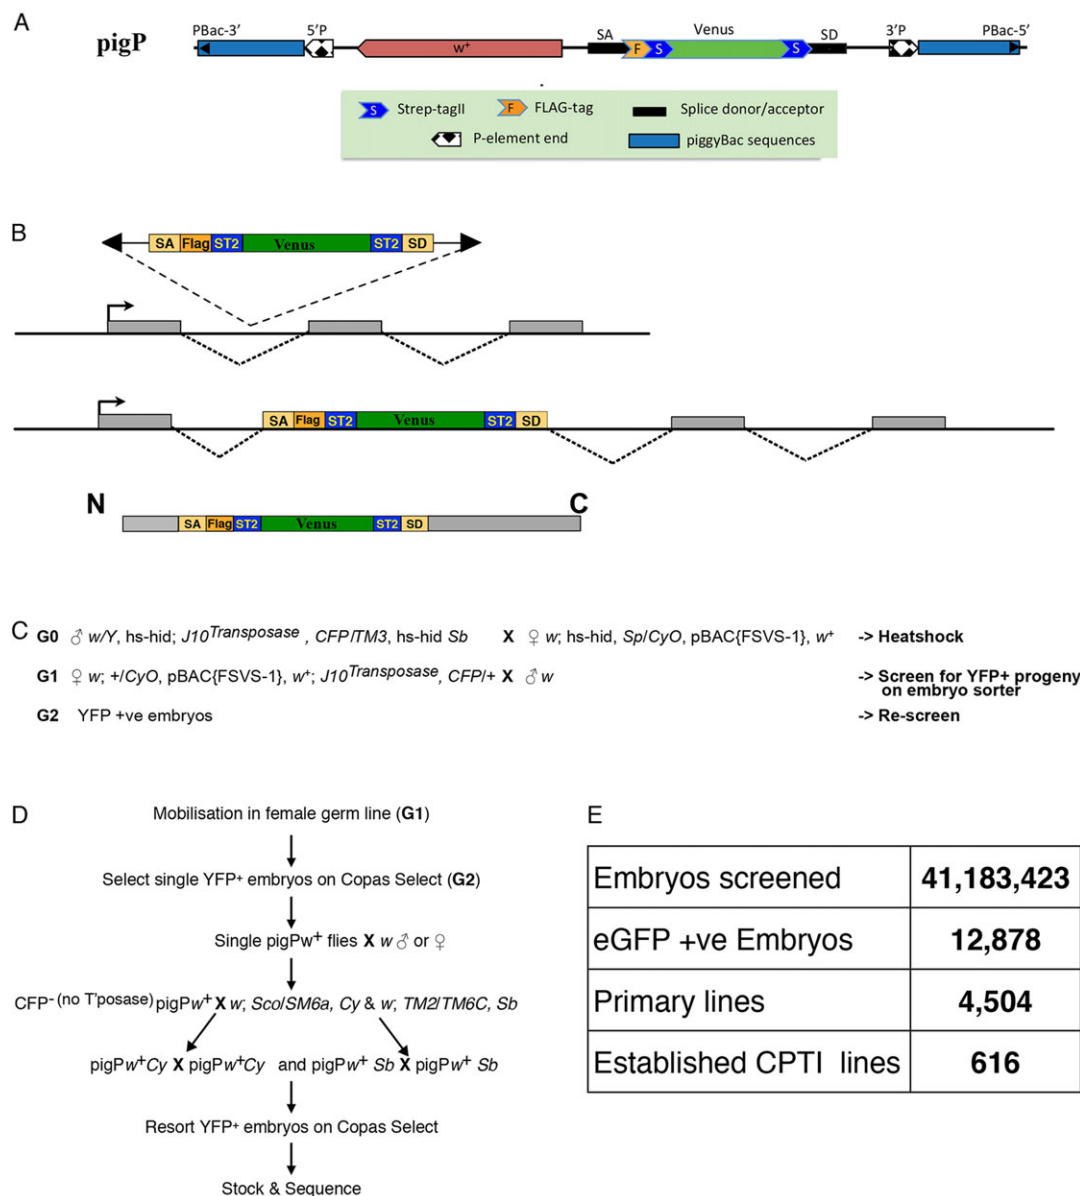 A
pigP
PBac-3′ 5′P w⁺ SA F S Venus S SD 3′P PBac-5′
S Strep-tagII F FLAG-tag Splice donor/acceptor
P-element end piggyBac sequences
B
SA Flag ST2 Venus ST2 SD
SA Flag ST2 Venus ST2 SD
N C
SA Flag ST2 Venus ST2 SD
C
G0 ♂ w/Y, hs-hid; J10Transposase , CFP/TM3, hs-hid Sb X ♀ w; hs-hid, Sp/CyO, pBAC{FSVS-1}, w⁺ -> Heatshock
G1 ♀ w; +/CyO, pBAC{FSVS-1}, w⁺; J10Transposase, CFP/+ X ♂ w -> Screen for YFP+ progeny
on embryo sorter
G2 YFP +ve embryos -> Re-screen
D
Mobilisation in female germ line (G1)
Select single YFP⁺ embryos on Copas Select (G2)
Single pigPw⁺ flies X w ♂ or ♀
CFP⁻ (no T'posase) pigPw⁺ X w; Sco/SM6a, Cy & w; TM2/TM6C, Sb
pigPw⁺Cy X pigPw⁺Cy and pigPw⁺ Sb X pigPw⁺ Sb
Resort YFP⁺ embryos on Copas Select
Stock & Sequence
E
Embryos screened 41,183,423
eGFP +ve Embryos 12,878
Primary lines 4,504
Established CPTI lines 616